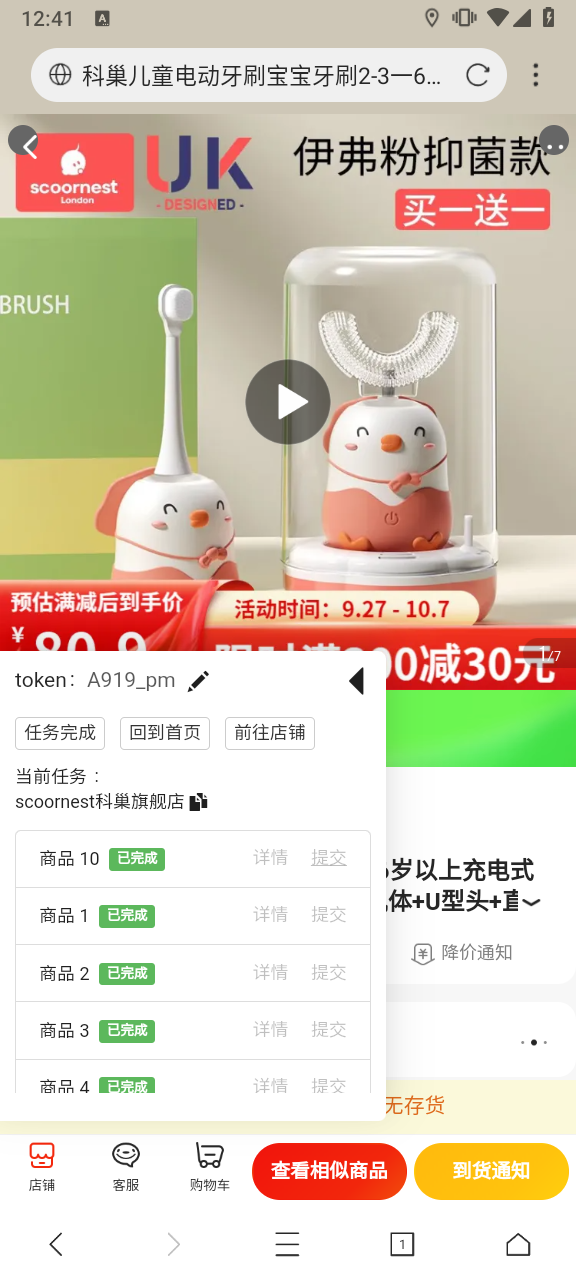 12:41
A
科巢儿童电动牙刷宝宝牙刷2-3一6...
scoornest
London
UK
- DESIGNED -
伊弗粉抑菌款
买一送一
BRUSH
预估满减后到手价
活动时间：9.27 - 10.7
¥
00减30元
1/7
token：A919_pm
任务完成
回到首页
前往店铺
当前任务：
scoornest科巢旗舰店
商品 10 已完成 详情 提交
商品 1 已完成 详情 提交
商品 2 已完成 详情 提交
商品 3 已完成 详情 提交
商品 4 已完成 详情 提交
岁以上充电式
体+U型头+直
降价通知
无存货
店铺
客服
购物车
查看相似商品
到货通知
1